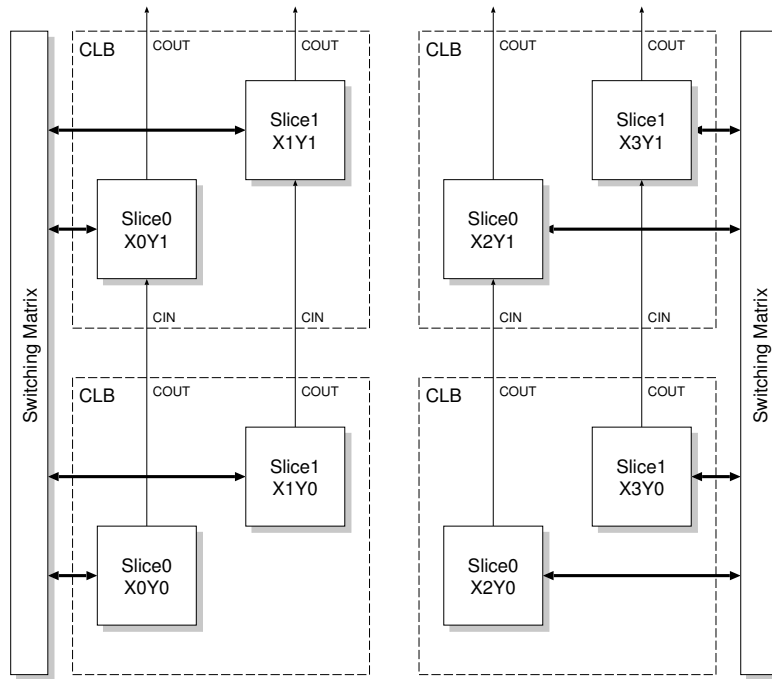 COUT
COUT
COUT
COUT
CLB
CLB
Slice1
X1Y1
Slice1
X3Y1
Slice0
X0Y1
Slice0
X2Y1
CIN
CIN
CIN
CIN
Switching Matrix
Switching Matrix
CLB
COUT
COUT
CLB
COUT
COUT
Slice1
X1Y0
Slice1
X3Y0
Slice0
X0Y0
Slice0
X2Y0